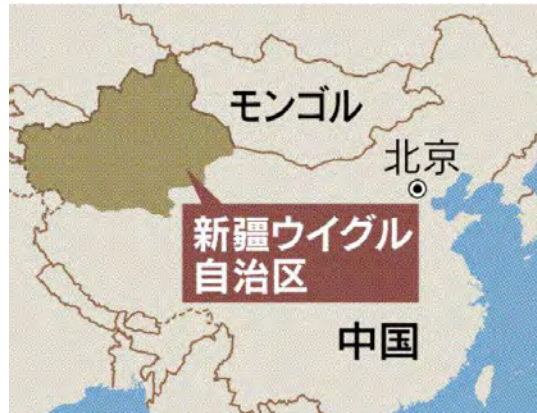 モンゴル
北京
新疆ウイグル
自治区
中国